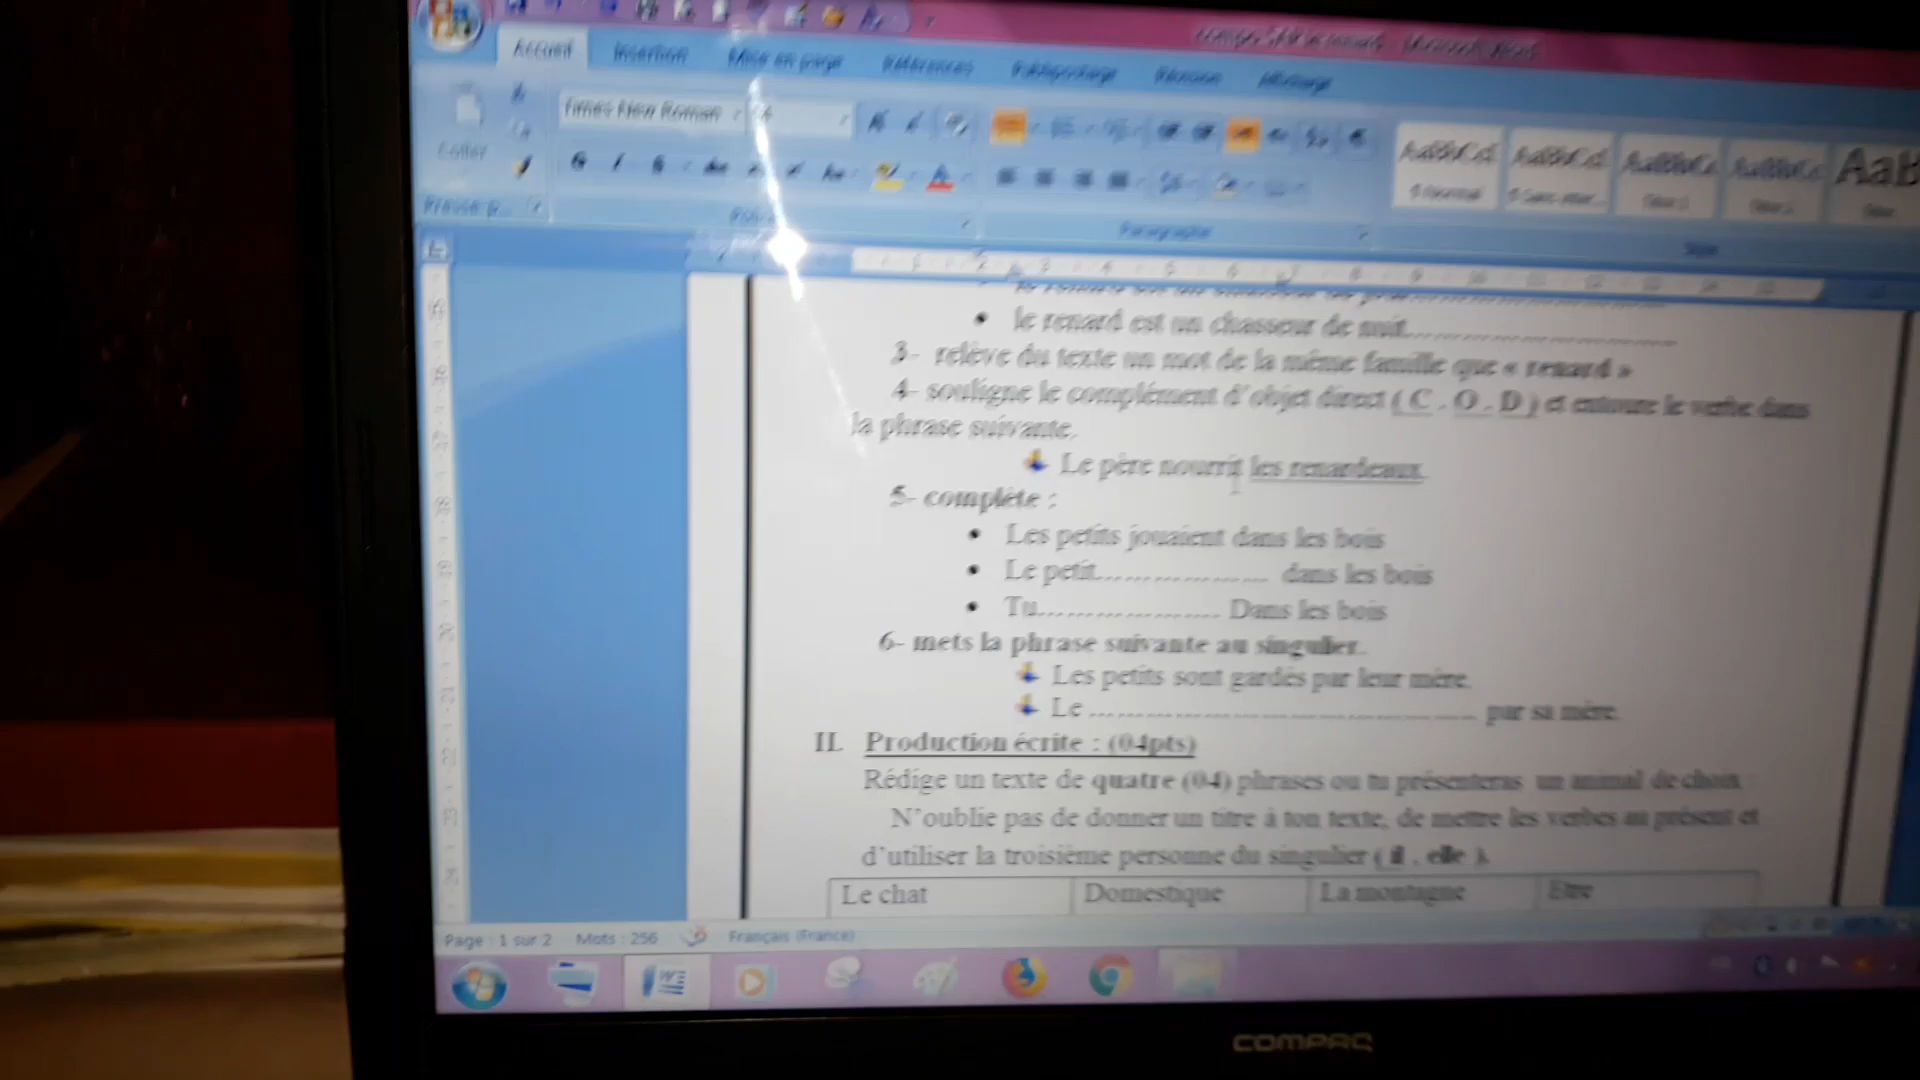 Accueil Insertion Mise en page Références Publipostage Révision Affichage
Times New Roman
Coller
Paragraphe
Style
le renard est un chasseur de nuit
3- relève du texte un mot de la même famille que « renard »
4- souligne le complément d'objet direct ( C . O . D ) et entoure le verbe dans
la phrase suivante.
Le père nourrit les renardeaux.
5- complète :
Les petits jouaient dans les bois
Le petit.................... dans les bois
Tu.................... Dans les bois
6- mets la phrase suivante au singulier.
Les petits sont gardés par leur mère.
Le .................................................... par sa mère.
II. Production écrite : (04pts)
Rédige un texte de quatre (04) phrases ou tu présenteras un animal de choix
N'oublie pas de donner un titre à ton texte, de mettre les verbes au présent et
d'utiliser la troisième personne du singulier ( il , elle ).
Le chat Domestique La montagne Etre
Page : 1 sur 2 Mots : 256 Français (France)
COMPAQ